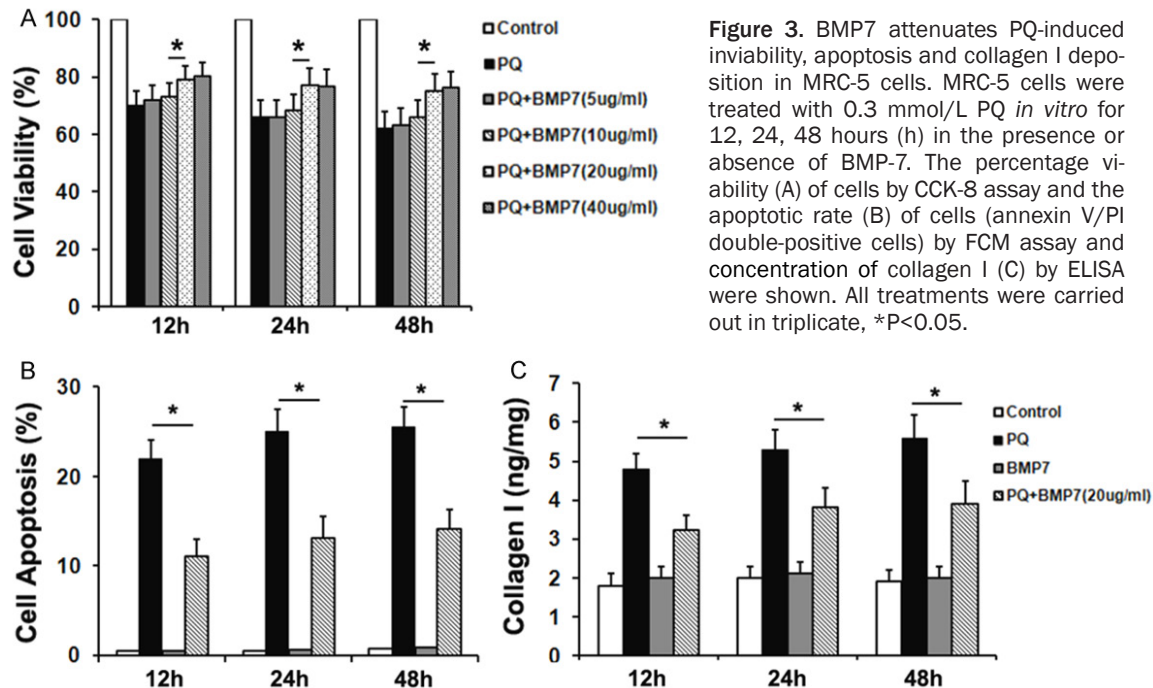 A
100
80
60
40
20
0
Cell Viability (%)
*
*
*
12h
24h
48h
Control
PQ
PQ+BMP7(5ug/ml)
PQ+BMP7(10ug/ml)
PQ+BMP7(20ug/ml)
PQ+BMP7(40ug/ml)
Figure 3. BMP7 attenuates PQ-induced
inviability, apoptosis and collagen I depo-
sition in MRC-5 cells. MRC-5 cells were
treated with 0.3 mmol/L PQ in vitro for
12, 24, 48 hours (h) in the presence or
absence of BMP-7. The percentage vi-
ability (A) of cells by CCK-8 assay and the
apoptotic rate (B) of cells (annexin V/PI
double-positive cells) by FCM assay and
concentration of collagen I (C) by ELISA
were shown. All treatments were carried
out in triplicate, *P<0.05.
B
30
20
10
0
Cell Apoptosis (%)
*
*
*
12h
24h
48h
C
7
6
5
4
3
2
1
0
Collagen I (ng/mg)
*
*
*
12h
24h
48h
Control
PQ
BMP7
PQ+BMP7(20ug/ml)